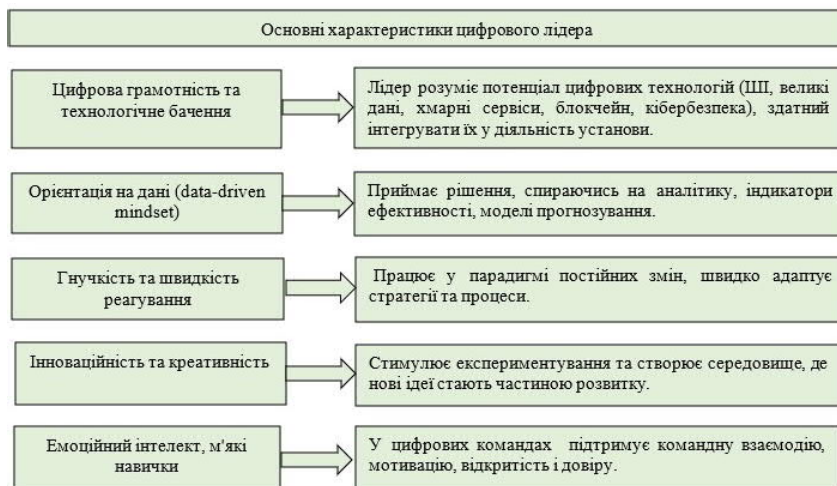 Основні характеристики цифрового лідера
Цифрова грамотність та
технологічне бачення
Лідер розуміє потенціал цифрових технологій (ШІ, великі
дані, хмарні сервіси, блокчейн, кібербезпека), здатний
інтегрувати їх у діяльність установи.
Орієнтація на дані (data-driven
mindset)
Приймає рішення, спираючись на аналітику, індикатори
ефективності, моделі прогнозування.
Гнучкість та швидкість
реагування
Працює у парадигмі постійних змін, швидко адаптує
стратегії та процеси.
Інноваційність та креативність
Стимулює експериментування та створює середовище, де
нові ідеї стають частиною розвитку.
Емоційний інтелект, м'які
навички
У цифрових командах підтримує командну взаємодію,
мотивацію, відкритість і довіру.